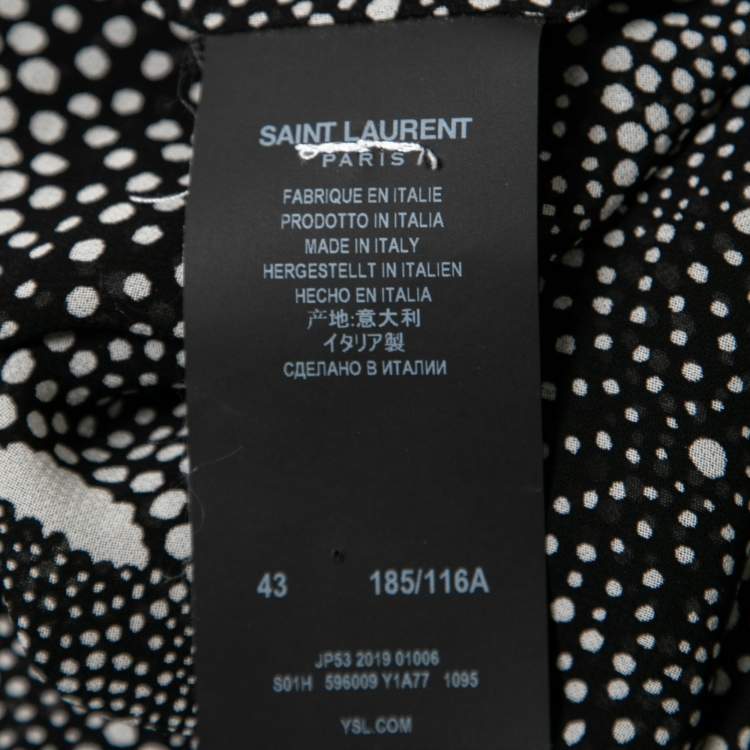 SAINT LAURENT
PARIS
FABRIQUE EN ITALIE
PRODOTTO IN ITALIA
MADE IN ITALY
HERGESTELLT IN ITALIEN
HECHO EN ITALIA
产地:意大利
イタリア製
СДЕЛАНО В ИТАЛИИ
43 185/116A
JP53 2019 01006
S01H 596009 Y1A77 1095
YSL.COM